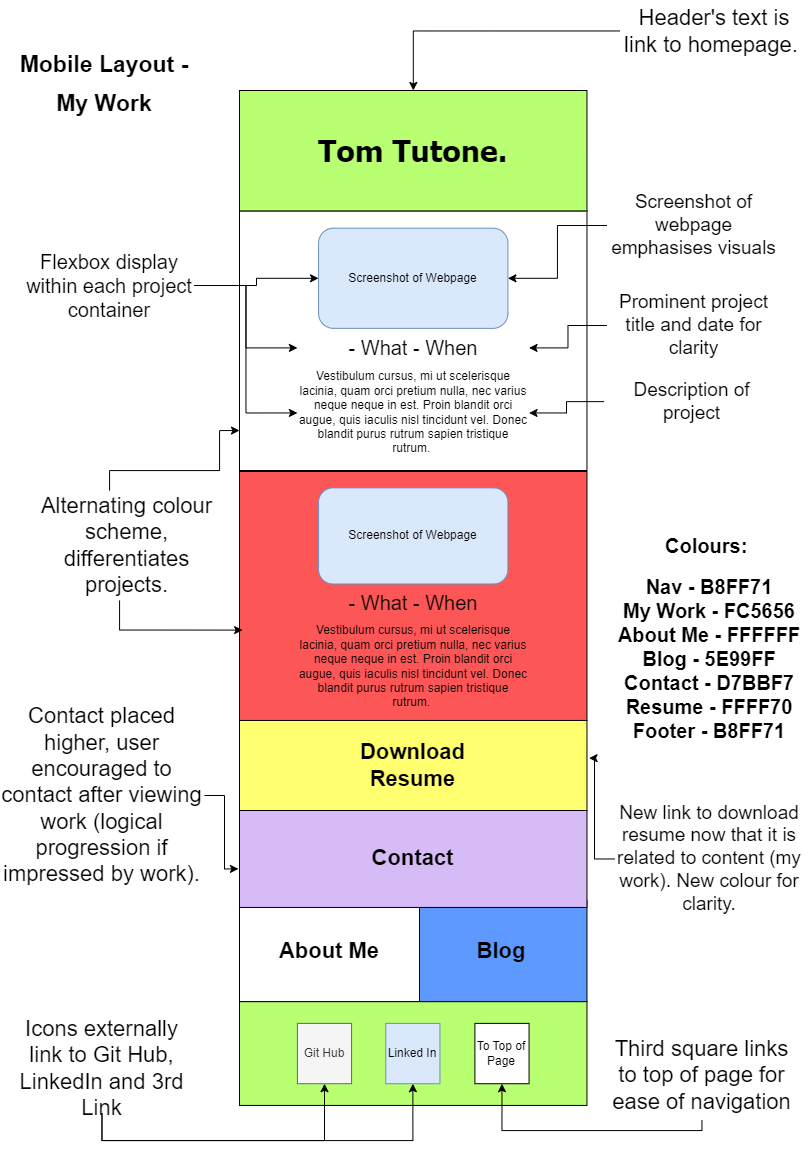 Header's text is
link to homepage.
Mobile Layout -
My Work
Tom Tutone.
Screenshot of
webpage
emphasises visuals
Flexbox display
within each project
container
Screenshot of Webpage
Prominent project
title and date for
clarity
- What - When
Vestibulum cursus, mi ut scelerisque
lacinia, quam orci pretium nulla, nec varius
neque neque in est. Proin blandit orci
augue, quis iaculis nisl tincidunt vel. Donec
blandit purus rutrum sapien tristique
rutrum.
Description of
project
Alternating colour
scheme,
differentiates
projects.
Screenshot of Webpage
- What - When
Vestibulum cursus, mi ut scelerisque
lacinia, quam orci pretium nulla, nec varius
neque neque in est. Proin blandit orci
augue, quis iaculis nisl tincidunt vel. Donec
blandit purus rutrum sapien tristique
rutrum.
Colours:
Nav - B8FF71
My Work - FC5656
About Me - FFFFFF
Blog - 5E99FF
Contact - D7BBF7
Resume - FFFF70
Footer - B8FF71
Contact placed
higher, user
encouraged to
contact after viewing
work (logical
progression if
impressed by work).
Download
Resume
New link to download
resume now that it is
related to content (my
work). New colour for
clarity.
Contact
About Me
Blog
Icons externally
link to Git Hub,
LinkedIn and 3rd
Link
Git Hub
Linked In
To Top of
Page
Third square links
to top of page for
ease of navigation